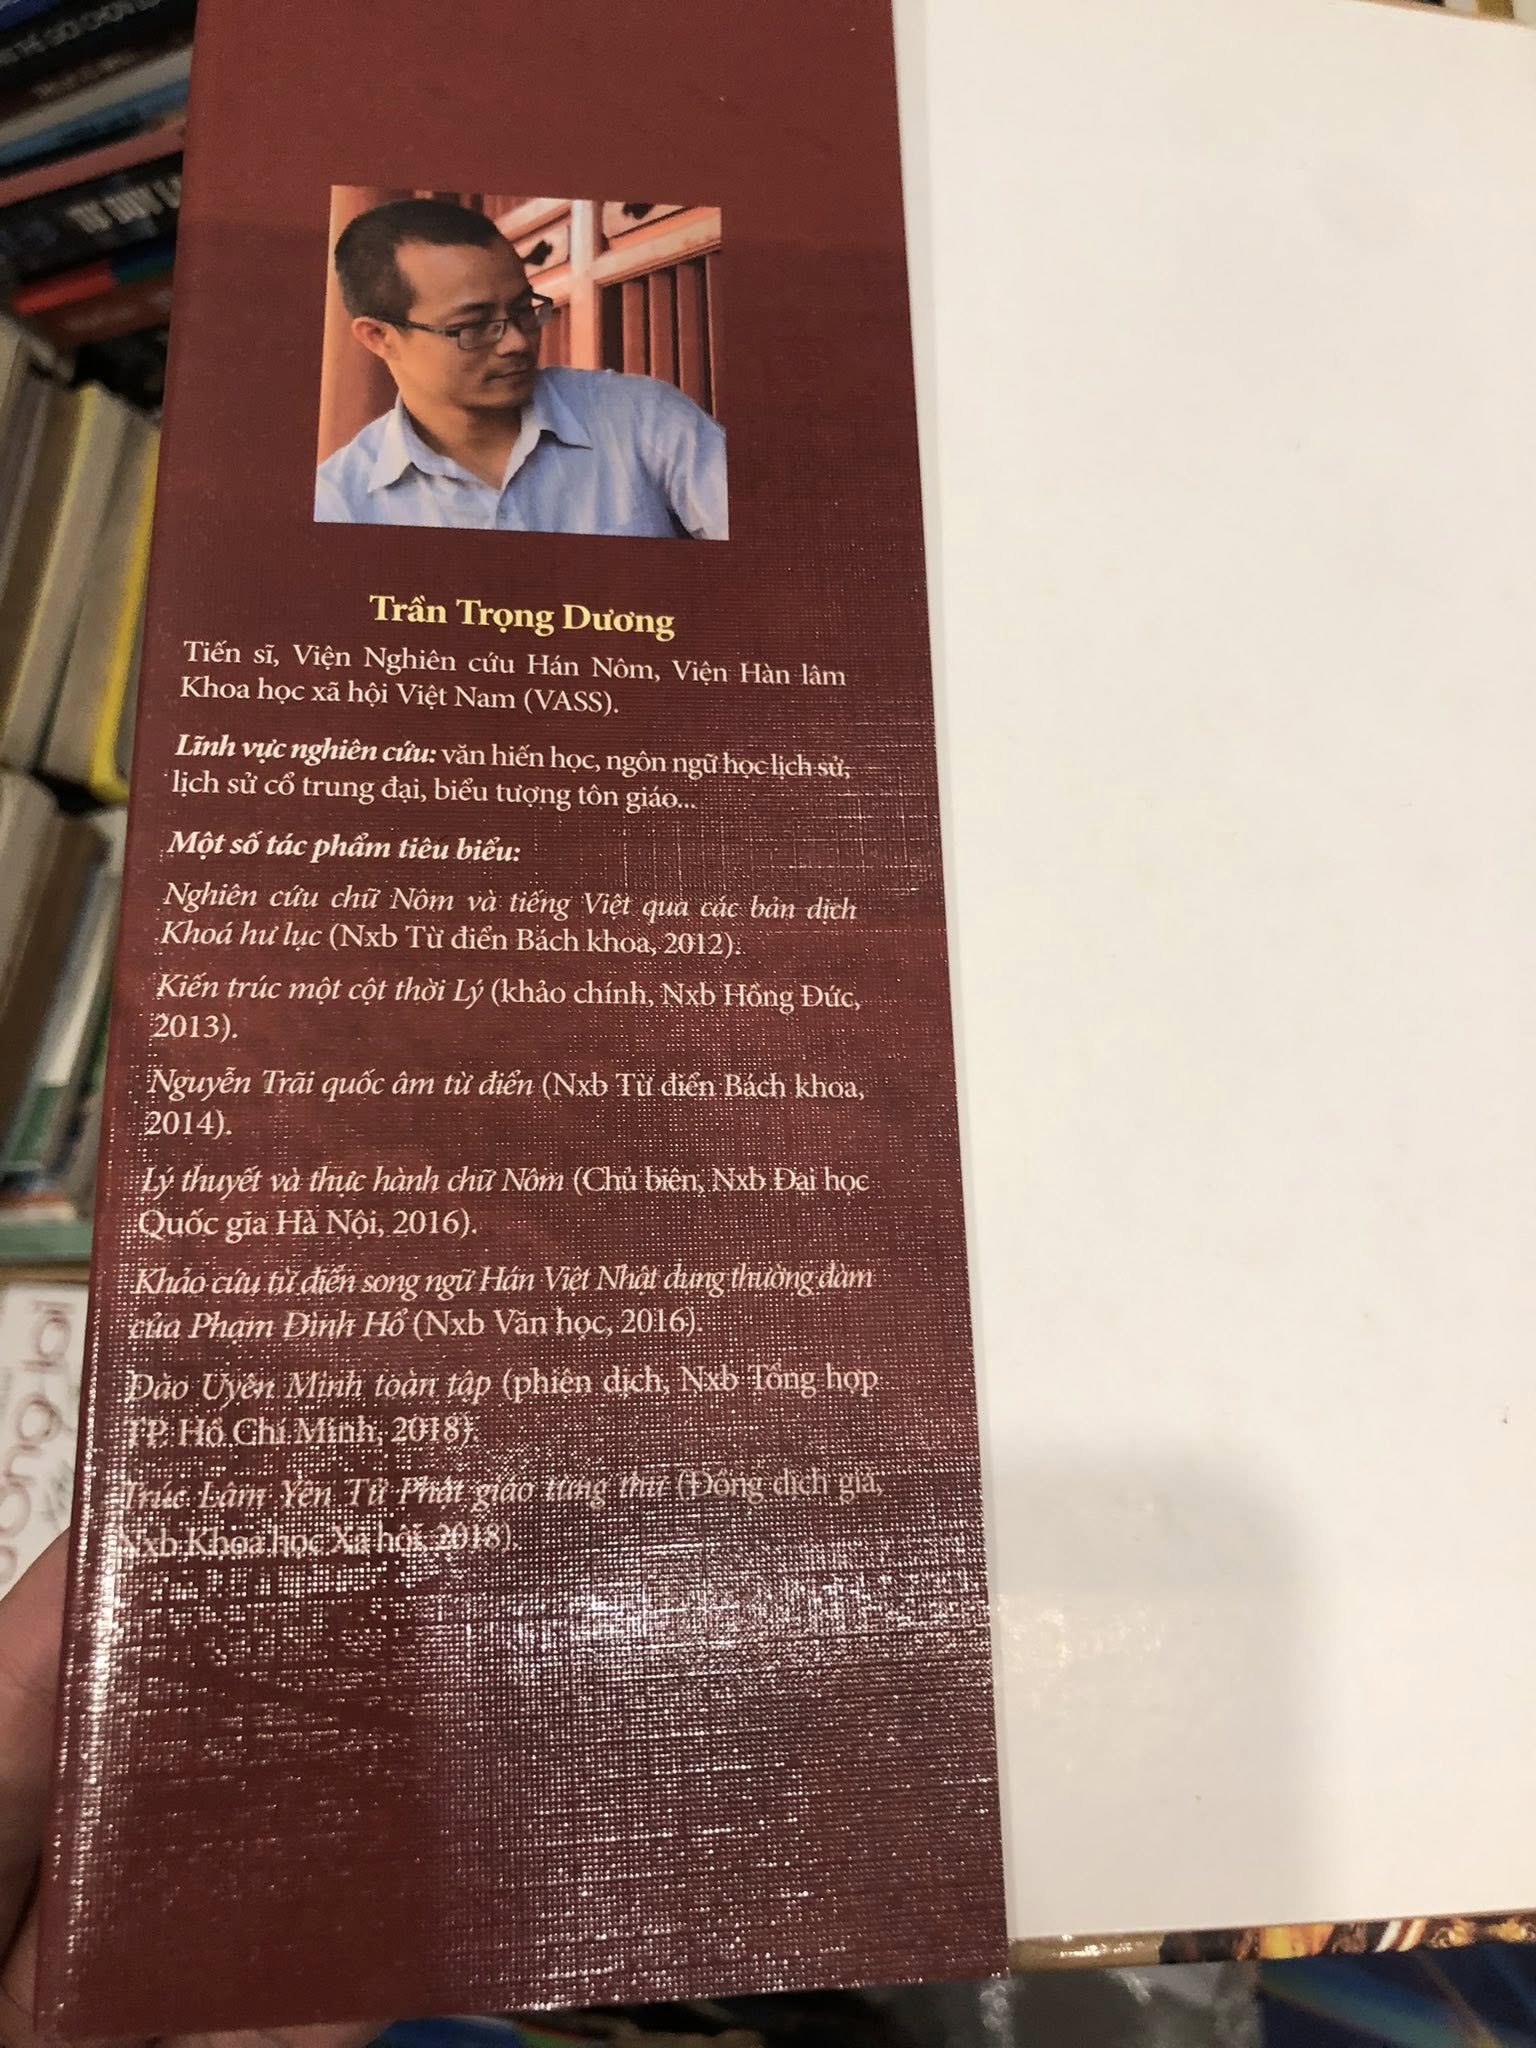 Trần Trọng Dương
Tiến sĩ, Viện Nghiên cứu Hán Nôm, Viện Hàn lâm
Khoa học xã hội Việt Nam (VASS).
Lĩnh vực nghiên cứu: văn hiến học, ngôn ngữ học lịch sử,
lịch sử cổ trung đại, biểu tượng tôn giáo...
Một số tác phẩm tiêu biểu:
Nghiên cứu chữ Nôm và tiếng Việt qua các bản dịch
Khoá hư lục (Nxb Từ điển Bách khoa, 2012).
Kiến trúc một cột thời Lý (khảo chính, Nxb Hồng Đức,
2013).
Nguyễn Trãi quốc âm từ điển (Nxb Từ điển Bách khoa,
2014).
Lý thuyết và thực hành chữ Nôm (Chủ biên, Nxb Đại học
Quốc gia Hà Nội, 2016).
Khảo cứu từ điển song ngữ Hán Việt Nhật dụng thường đàm
của Phạm Đình Hổ (Nxb Văn học, 2016).
Đào Uyên Minh toàn tập (phiên dịch, Nxb Tổng hợp
TP. Hồ Chí Minh, 2018).
Trúc Lâm Yên Tử Phật giáo tùng thư (Đồng dịch giả,
Nxb Khoa học Xã hội, 2018).
TƯ DUY